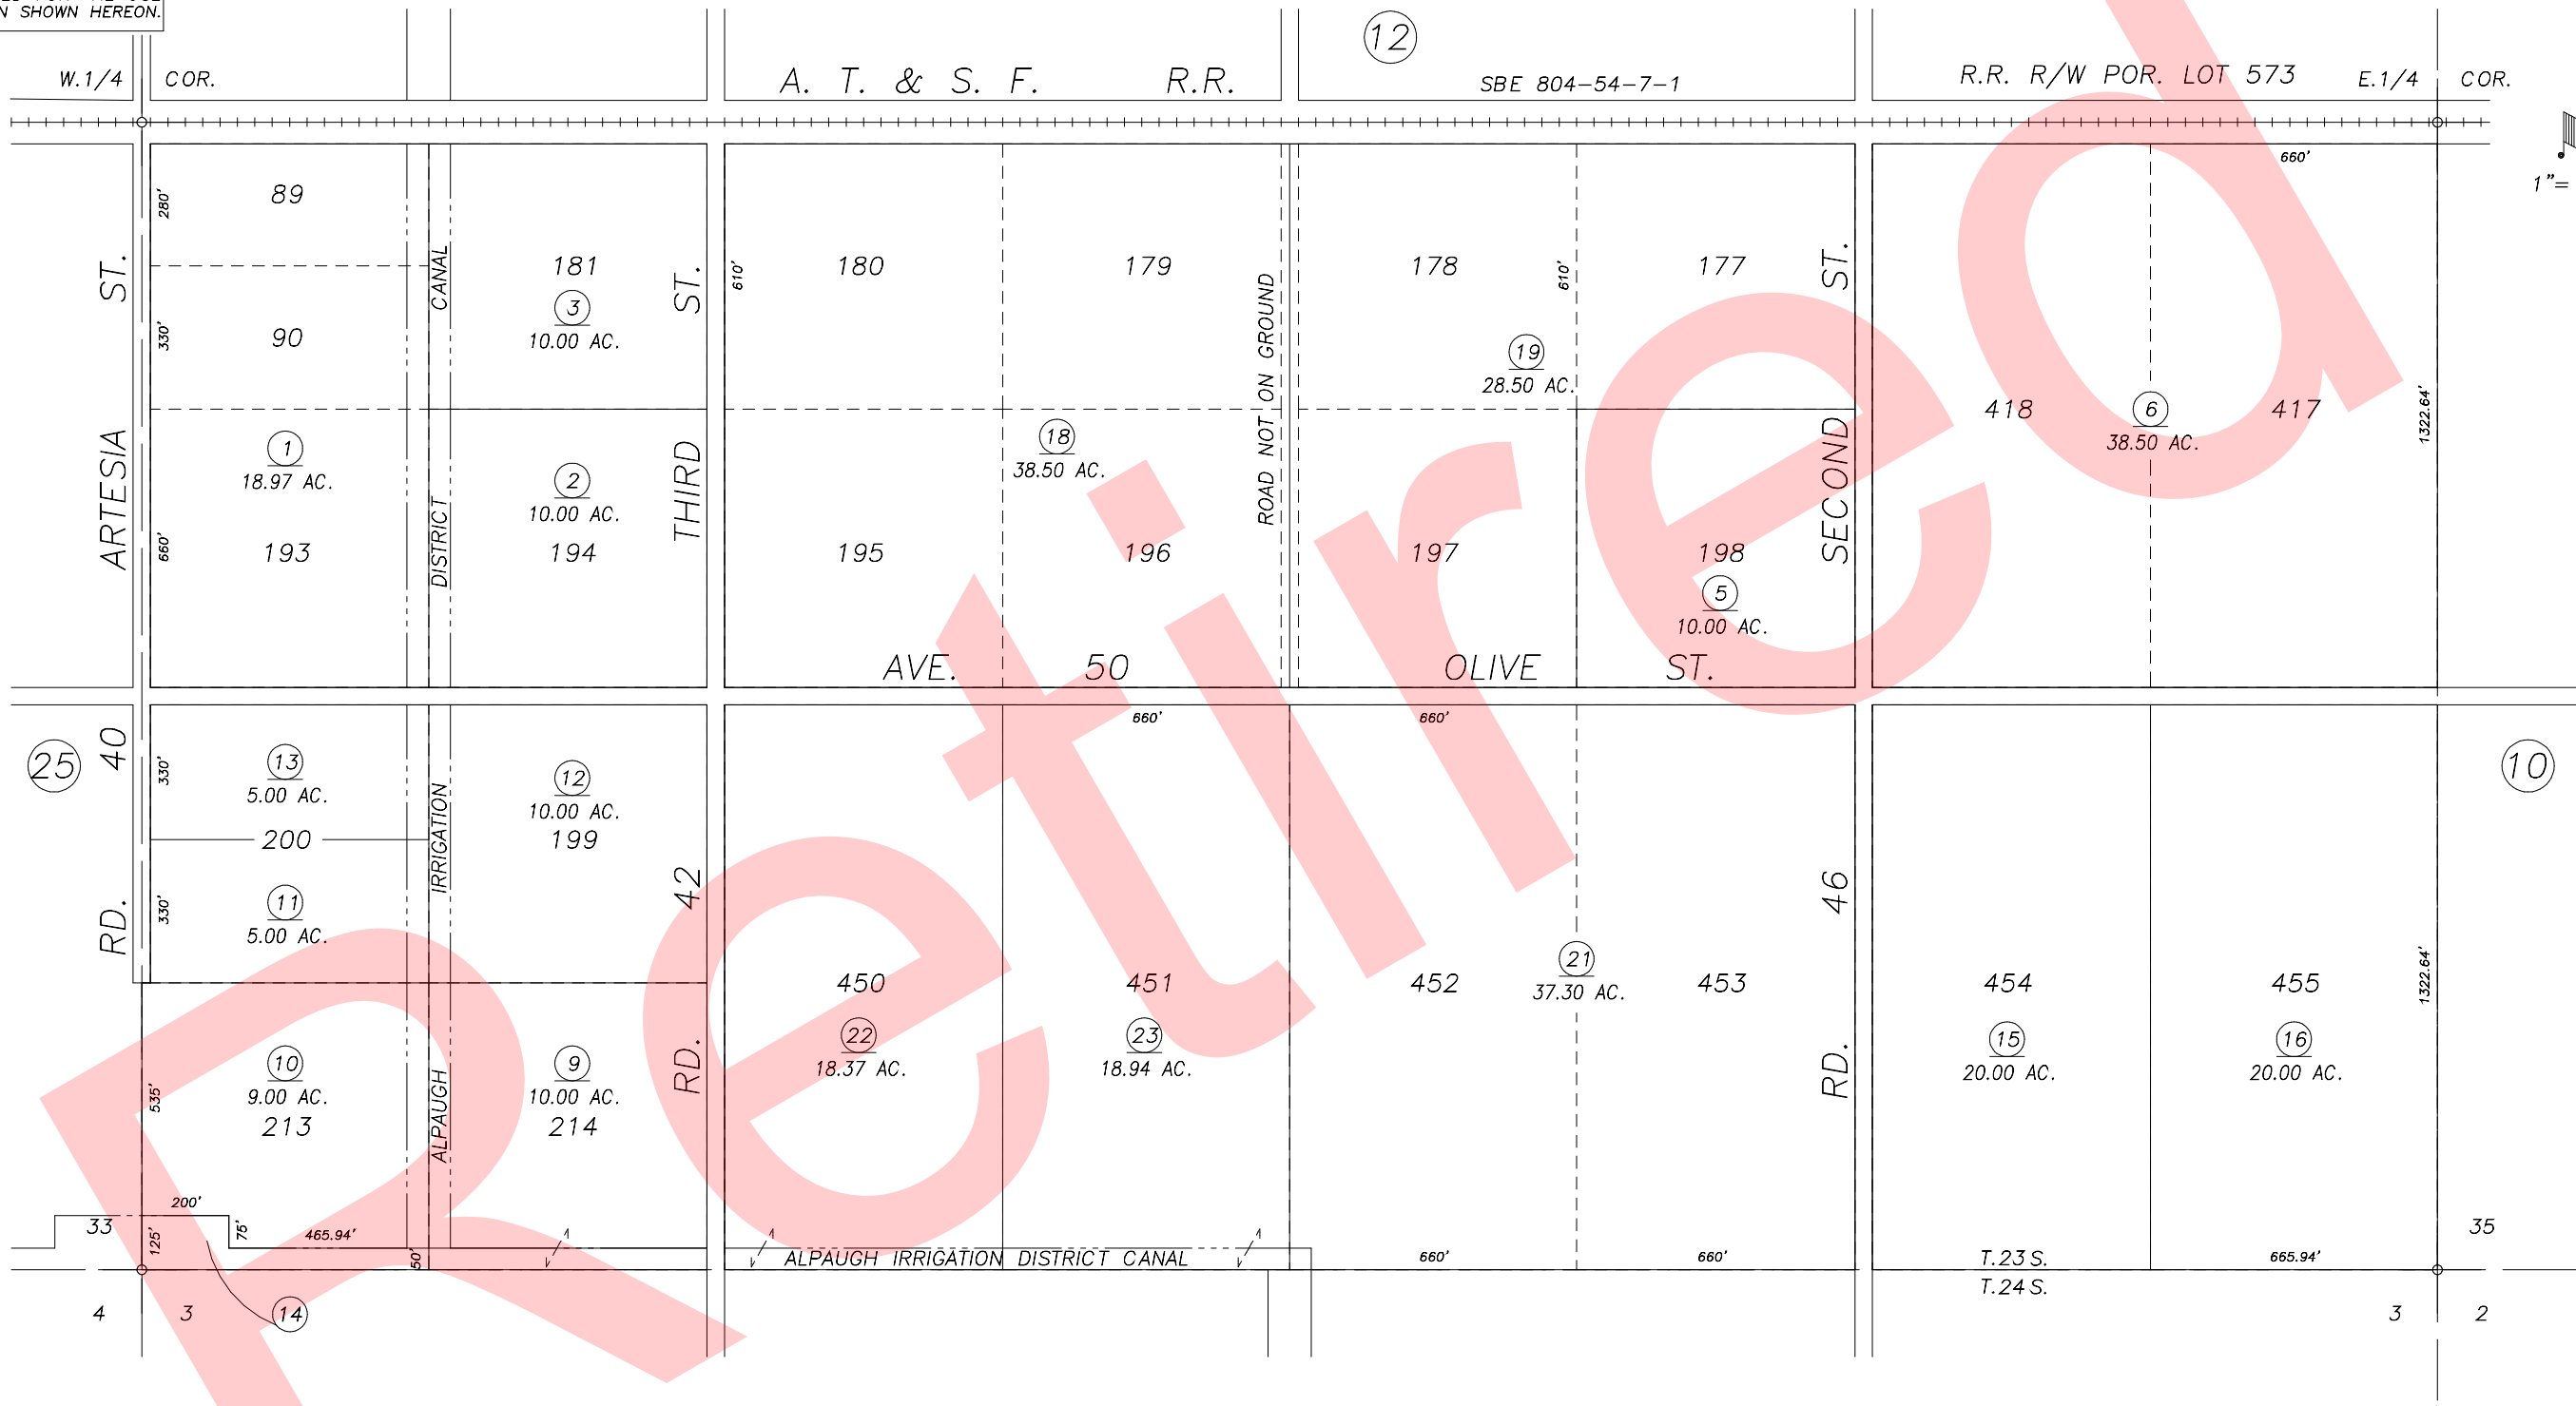 N SHOWN HEREON.
12
W.1/4 COR.
A. T. & S. F. R.R.
SBE 804-54-7-1
R.R. R/W POR. LOT 573
E.1/4 COR.
1"=
660'
280'
89
ST.
CANAL
181
3
10.00 AC.
ST.
610'
180
179
178
610'
177
ST.
330'
90
ROAD NOT ON GROUND
19
28.50 AC.
418
6
38.50 AC.
417
1322.64'
ARTESIA
1
18.97 AC.
660'
193
DISTRICT
2
10.00 AC.
194
THIRD
18
38.50 AC.
195
196
197
198
5
10.00 AC.
SECOND
AVE. 50 OLIVE ST.
660'
660'
25
40
330'
13
5.00 AC.
200
330'
11
5.00 AC.
RD.
IRRIGATION
12
10.00 AC.
199
42
46
10
450
22
18.37 AC.
451
23
18.94 AC.
452
21
37.30 AC.
453
454
15
20.00 AC.
455
16
20.00 AC.
1322.64'
535'
10
9.00 AC.
213
ALPAUGH
9
10.00 AC.
214
RD.
RD.
200'
33
125'
75'
465.94'
50'
ALPAUGH IRRIGATION DISTRICT CANAL
660'
660'
T.23 S.
665.94'
35
T.24 S.
4
3
14
3
2
Retired